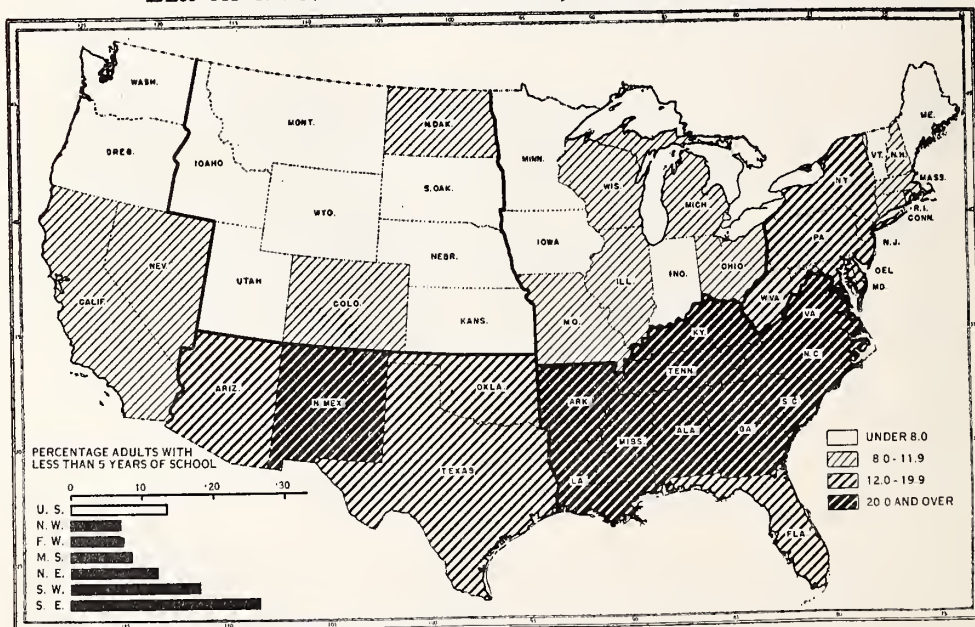 WASH.
MONT.
N.DAK.
MINN.
ME.
OREG.
IDAHO
S.DAK.
WIS.
MICH.
VT.
N.H.
N.Y.
MASS.
R.I.
CONN.
WYO.
IOWA
NEBR.
PA.
N.J.
NEV.
UTAH
COLO.
ILL.
IND.
OHIO
DEL
MD.
CALIF.
KANS.
MO.
W.VA
VA.
KY.
N.C.
TENN.
ARIZ.
N.MEX.
OKLA.
ARK.
S.C.
MISS.
ALA.
GA.
TEXAS
LA.
FLA.
PERCENTAGE ADULTS WITH
LESS THAN 5 YEARS OF SCHOOL
0 10 20 30
U. S.
N. W.
F. W.
M. S.
N. E.
S. W.
S. E.
UNDER 8.0
8.0-11.9
12.0-19.9
20.0 AND OVER